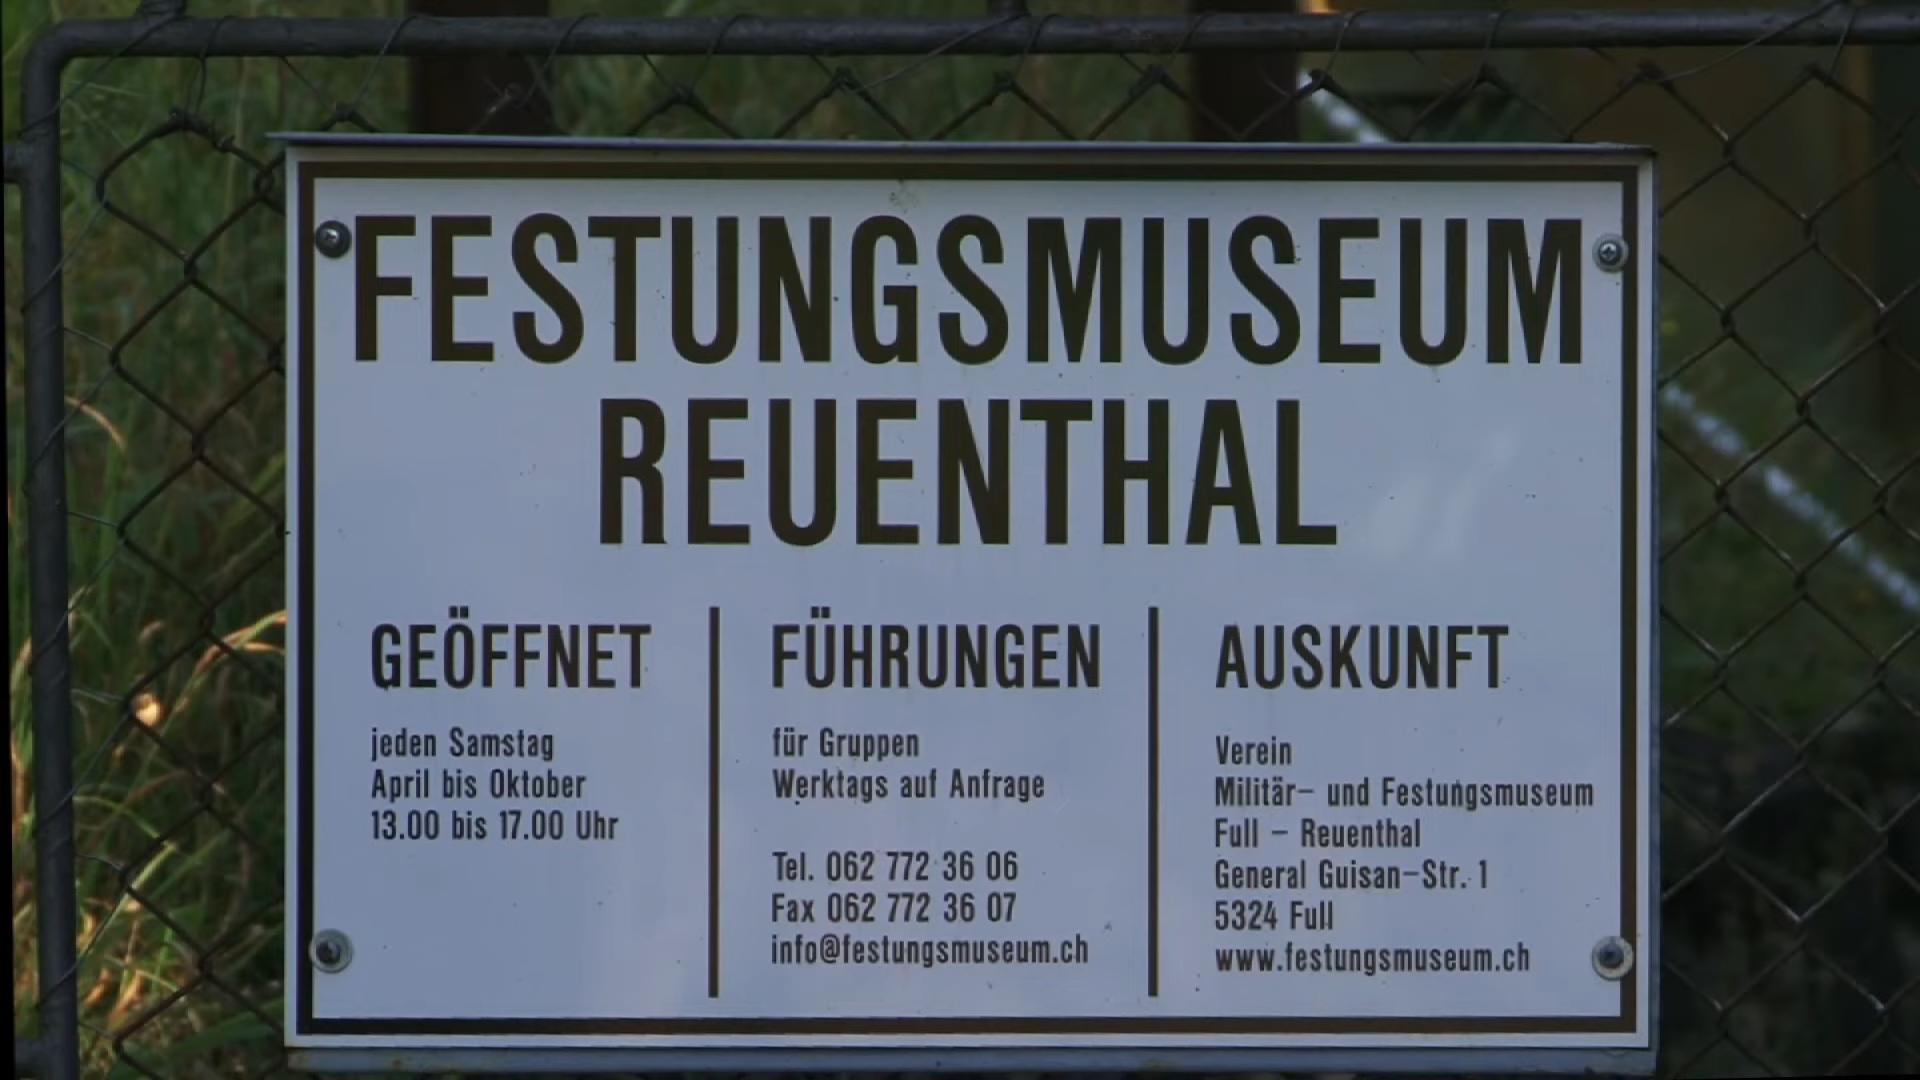 FESTUNGSMUSEUM
REUENTHAL
GEÖFFNET
jeden Samstag
April bis Oktober
13.00 bis 17.00 Uhr
FÜHRUNGEN
für Gruppen
Werktags auf Anfrage
Tel. 062 772 36 06
Fax 062 772 36 07
info@festungsmuseum.ch
AUSKUNFT
Verein
Militär- und Festungsmuseum
Full - Reuenthal
General Guisan-Str. 1
5324 Full
www.festungsmuseum.ch